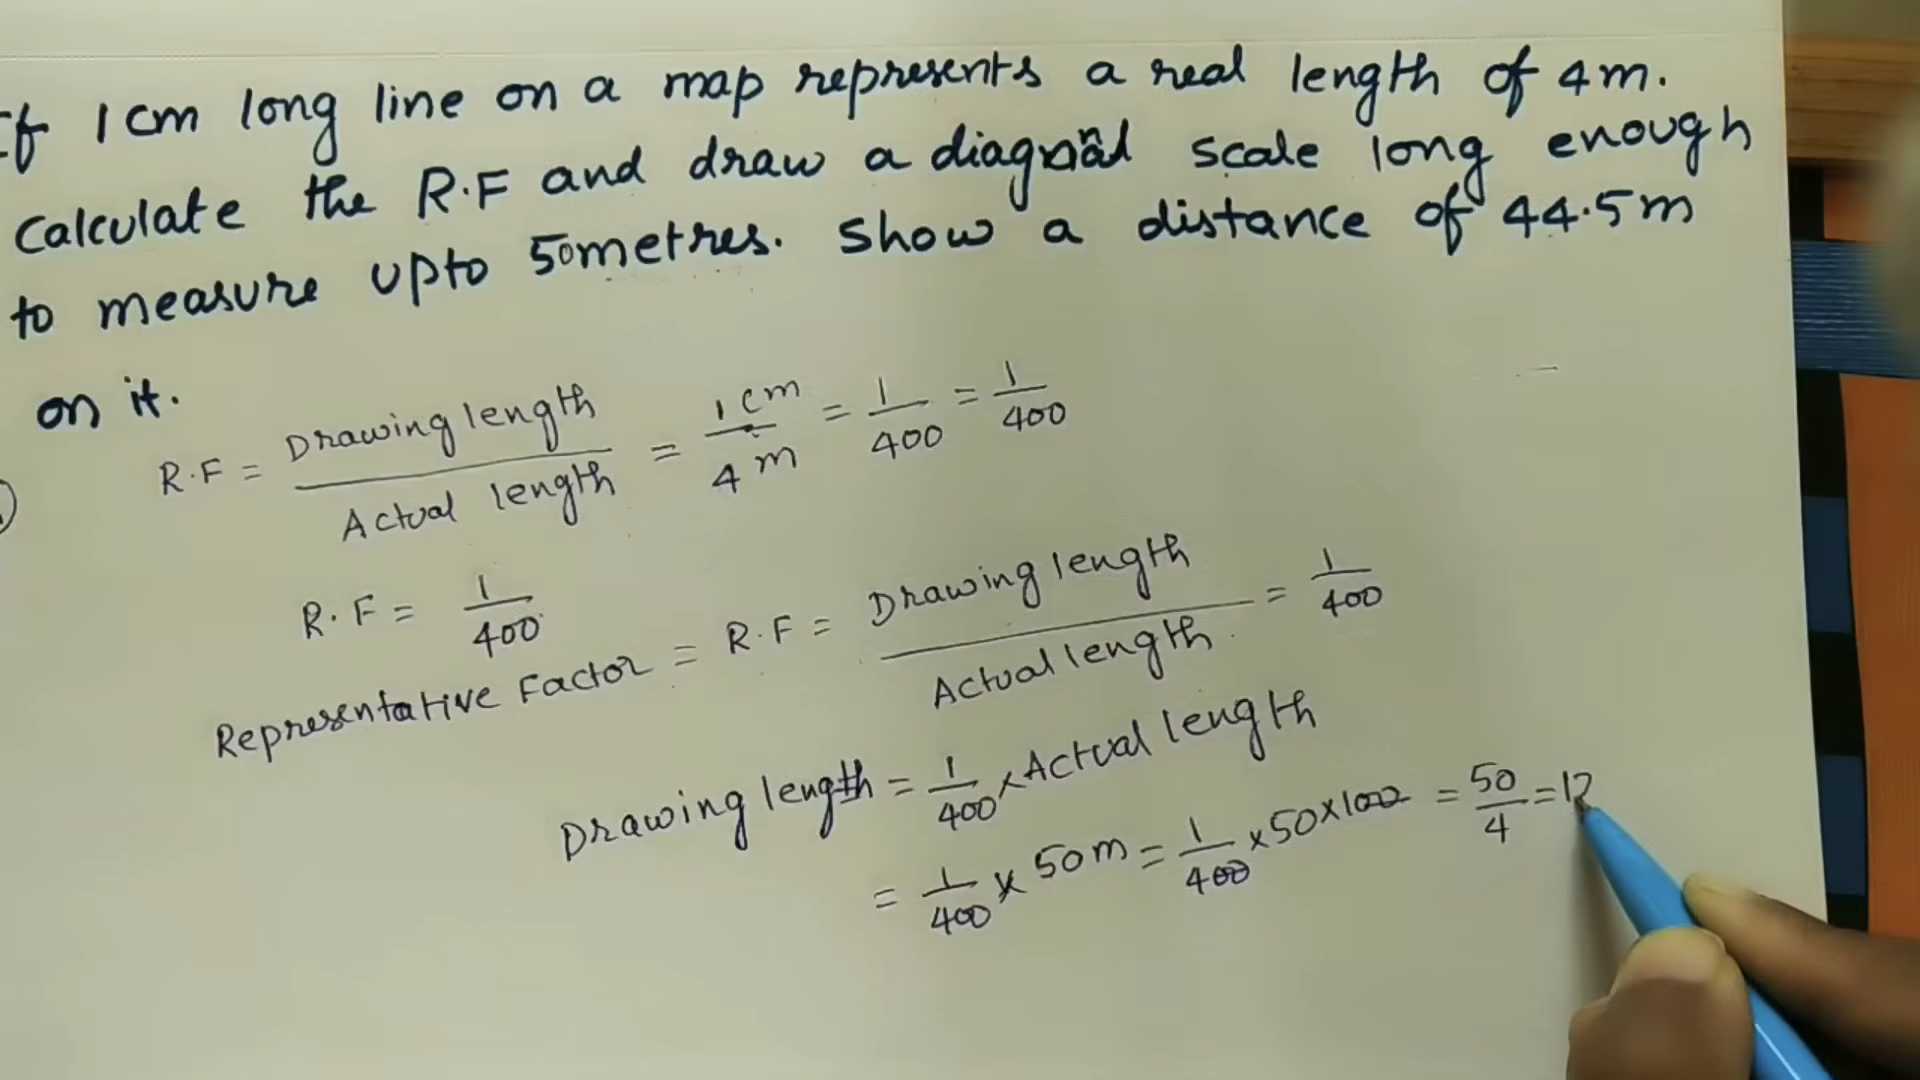 If 1cm long line on a map represents a real length of 4m.
Calculate the R.F and draw a diagonal scale long enough
to measure upto 50metres. Show a distance of 44.5m
on it.
R.F = Drawing length / Actual length = 1cm / 4m = 1/400 = 1/400
R.F = 1/400
Representative Factor = R.F = Drawing length / Actual length = 1/400
Drawing length = 1/400 × Actual length
= 1/400 × 50m = 1/400 × 50×100 = 50/4 = 12